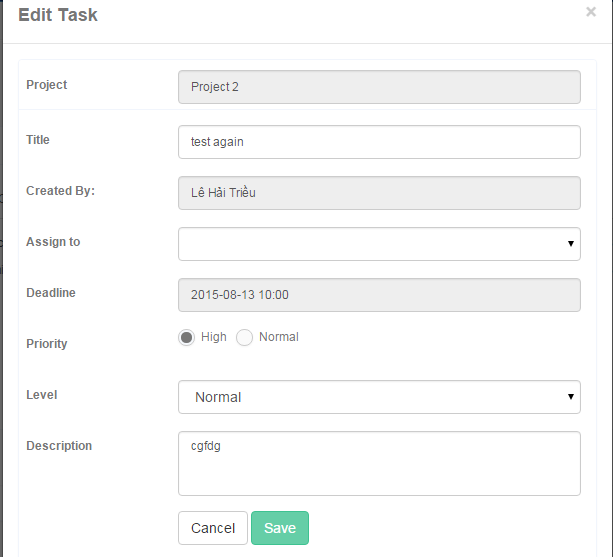 Edit Task ×
Project Project 2
Title test again
Created By: Lê Hải Triều
Assign to
Deadline 2015-08-13 10:00
Priority High Normal
Level Normal
Description cgfdg
Cancel Save